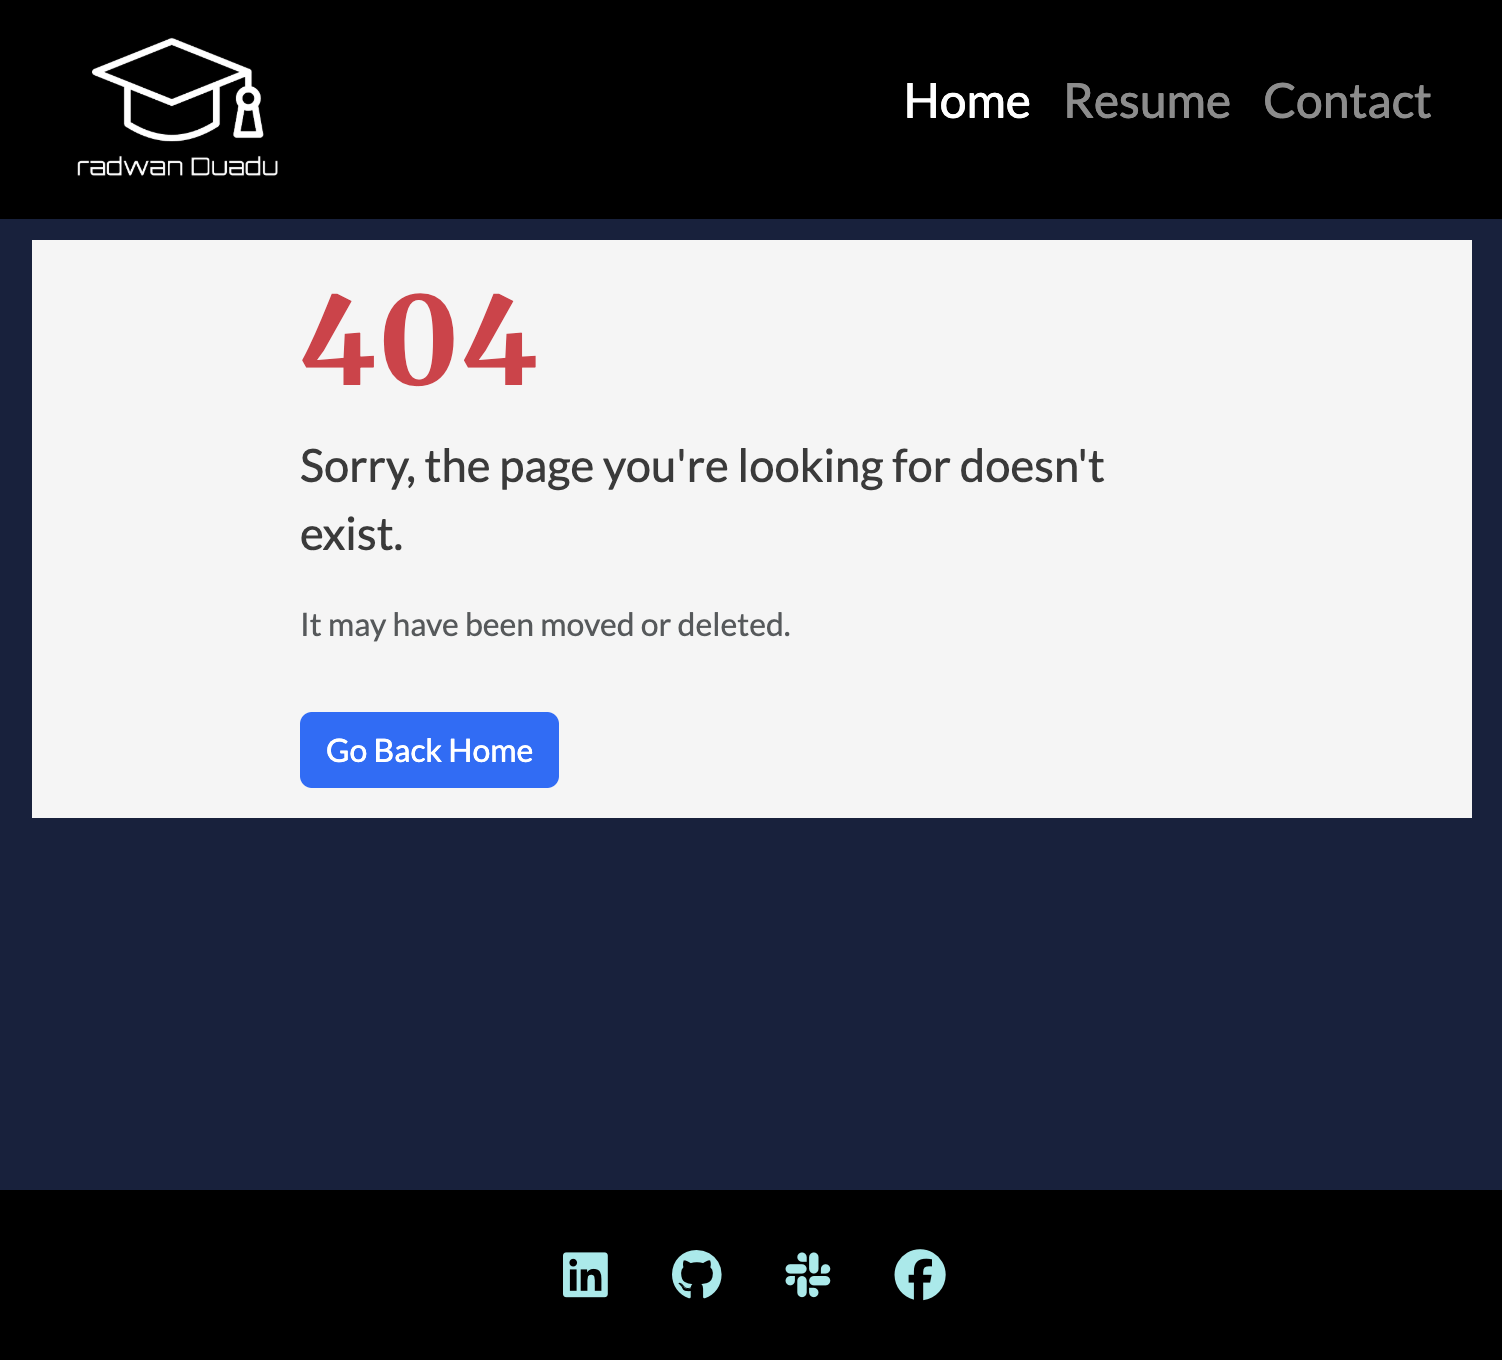 Home Resume Contact
radwan Duadu
404
Sorry, the page you're looking for doesn't
exist.
It may have been moved or deleted.
Go Back Home
in